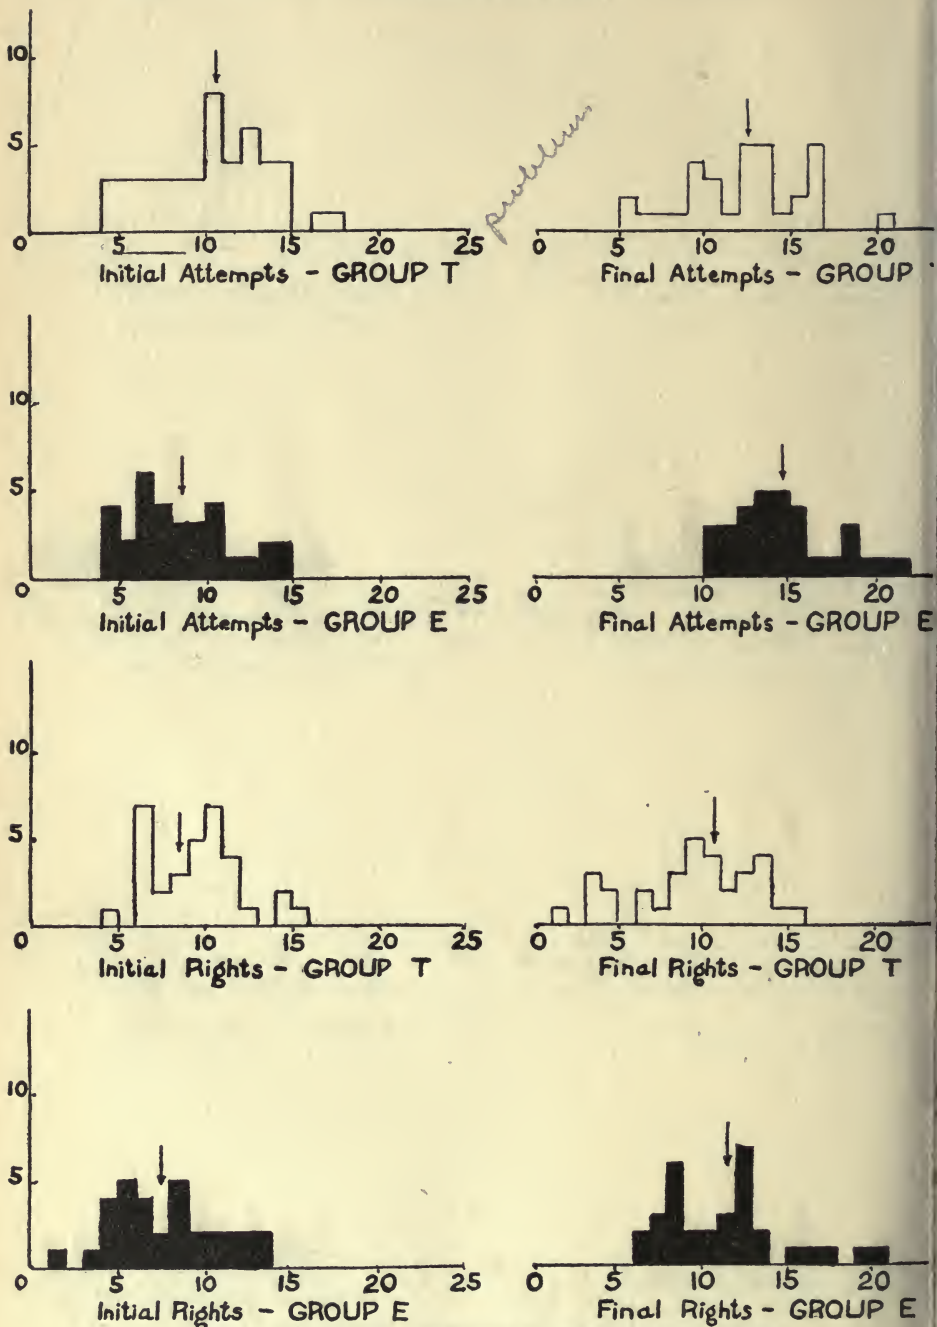 10
5
0 5 10 15 20 25
Initial Attempts - GROUP T
problem
0 5 10 15 20
Final Attempts - GROUP
10
5
0 5 10 15 20 25
Initial Attempts - GROUP E
0 5 10 15 20
Final Attempts - GROUP E
10
5
0 5 10 15 20 25
Initial Rights - GROUP T
0 5 10 15 20
Final Rights - GROUP T
10
5
0 5 10 15 20 25
Initial Rights - GROUP E
0 5 10 15 20
Final Rights - GROUP E